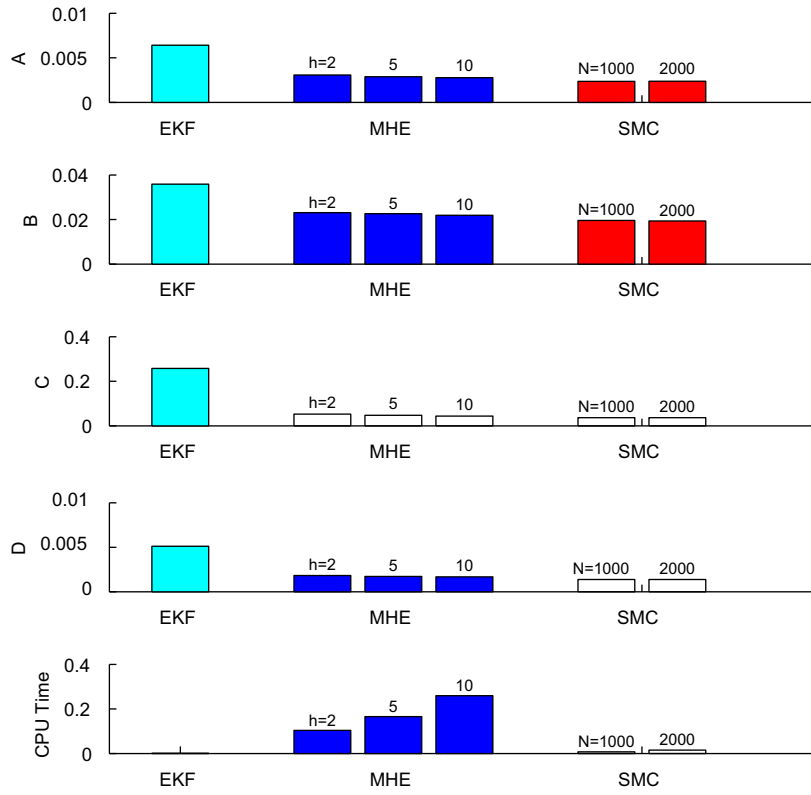 0.01
0.005
0
A
h=2
5
10
N=1000
2000
EKF
MHE
SMC
0.04
0.02
0
B
h=2
5
10
N=1000
2000
EKF
MHE
SMC
0.4
0.2
0
C
h=2
5
10
N=1000
2000
EKF
MHE
SMC
0.01
0.005
0
D
h=2
5
10
N=1000
2000
EKF
MHE
SMC
0.4
0.2
0
CPU Time
h=2
5
10
N=1000
2000
EKF
MHE
SMC